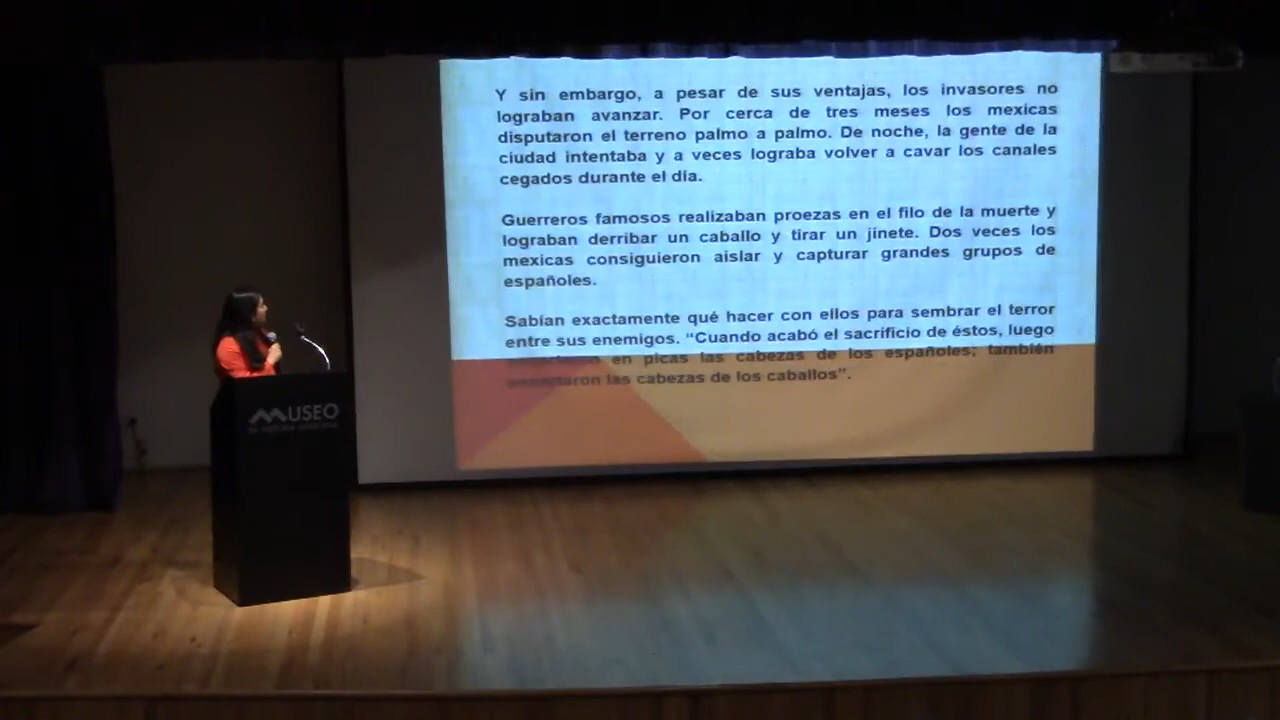 Y sin embargo, a pesar de sus ventajas, los invasores no
lograban avanzar. Por cerca de tres meses los mexicas
disputaron el terreno palmo a palmo. De noche, la gente de la
ciudad intentaba y a veces lograba volver a cavar los canales
cegados durante el día.
Guerreros famosos realizaban proezas en el filo de la muerte y
lograban derribar un caballo y tirar un jinete. Dos veces los
mexicas consiguieron aislar y capturar grandes grupos de
españoles.
Sabían exactamente qué hacer con ellos para sembrar el terror
entre sus enemigos. “Cuando acabó el sacrificio de éstos, luego
en picas las cabezas de los españoles; también
las cabezas de los caballos”.
MUSEO